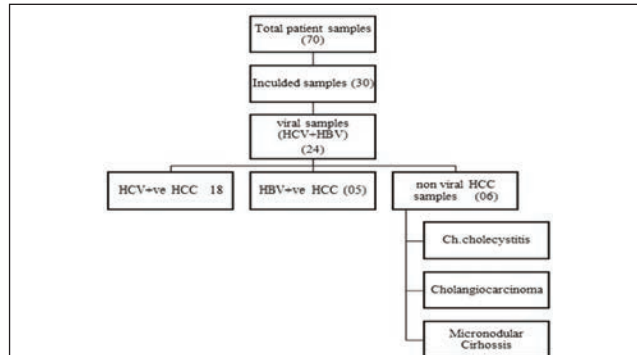 Total patient samples
(70)
Inculded samples (30)
viral samples
(HCV+HBV)
(24)
HCV+ve HCC 18
HBV+ve HCC (05)
non viral HCC
samples (06)
Ch.cholecystitis
Cholangiocarcinoma
Micronodular
Cirhossis